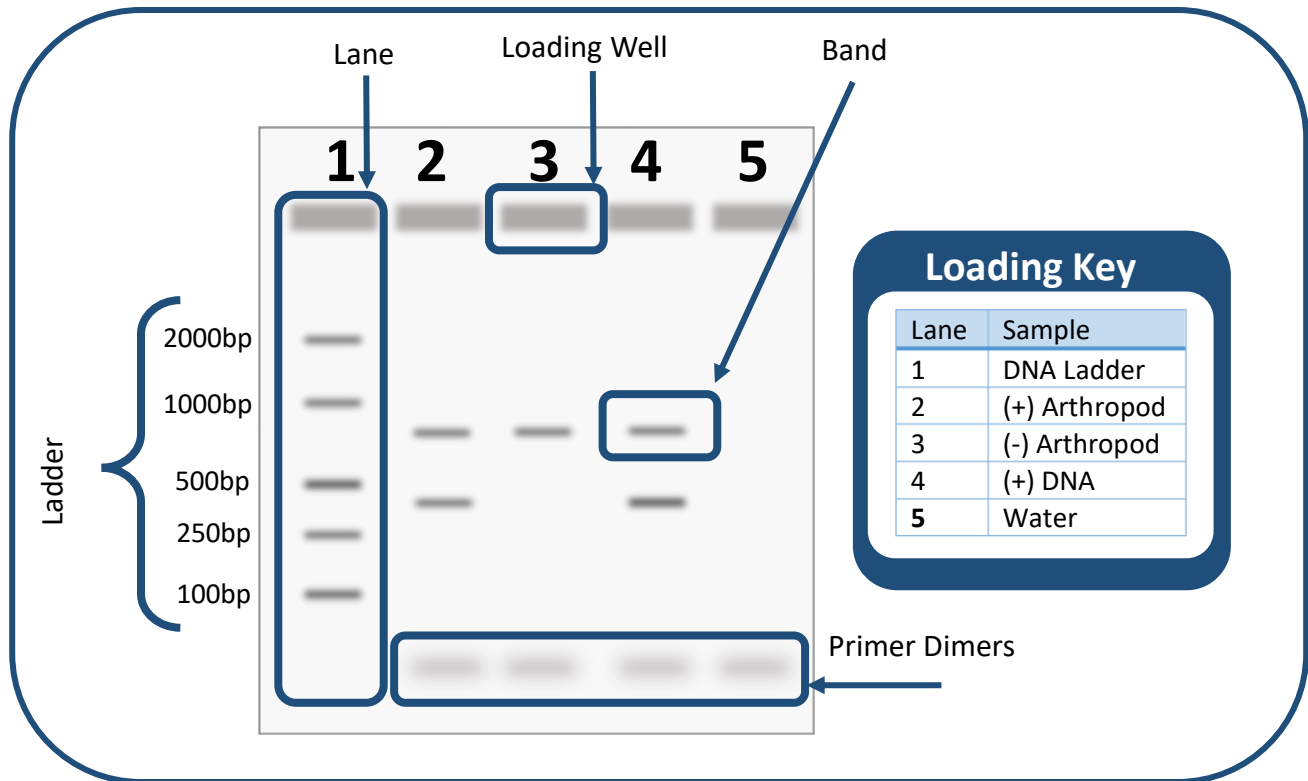 Lane
Loading Well
Band
1 2 3 4 5
Ladder
2000bp
1000bp
500bp
250bp
100bp
Primer Dimers
Loading Key
Lane Sample
1 DNA Ladder
2 (+) Arthropod
3 (-) Arthropod
4 (+) DNA
5 Water